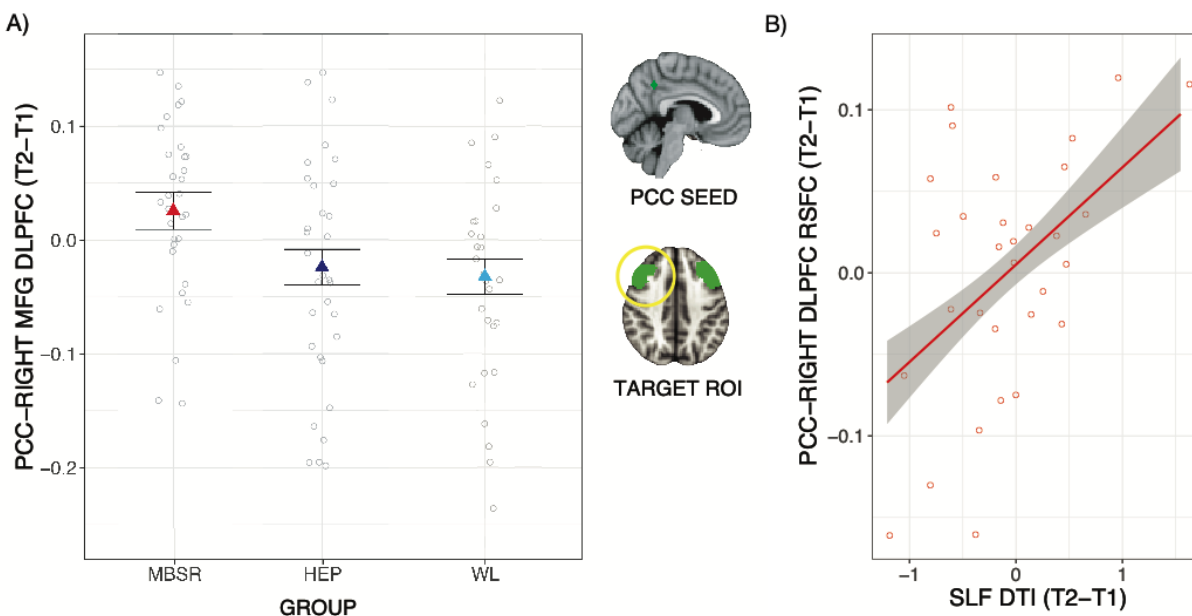 A)
PCC−RIGHT MFG DLPFC (T2−T1)
0.1
0.0
−0.1
−0.2
MBSR HEP WL
GROUP
PCC SEED
TARGET ROI
B)
PCC−RIGHT DLPFC RSFC (T2−T1)
0.1
0.0
−0.1
−1 0 1
SLF DTI (T2−T1)